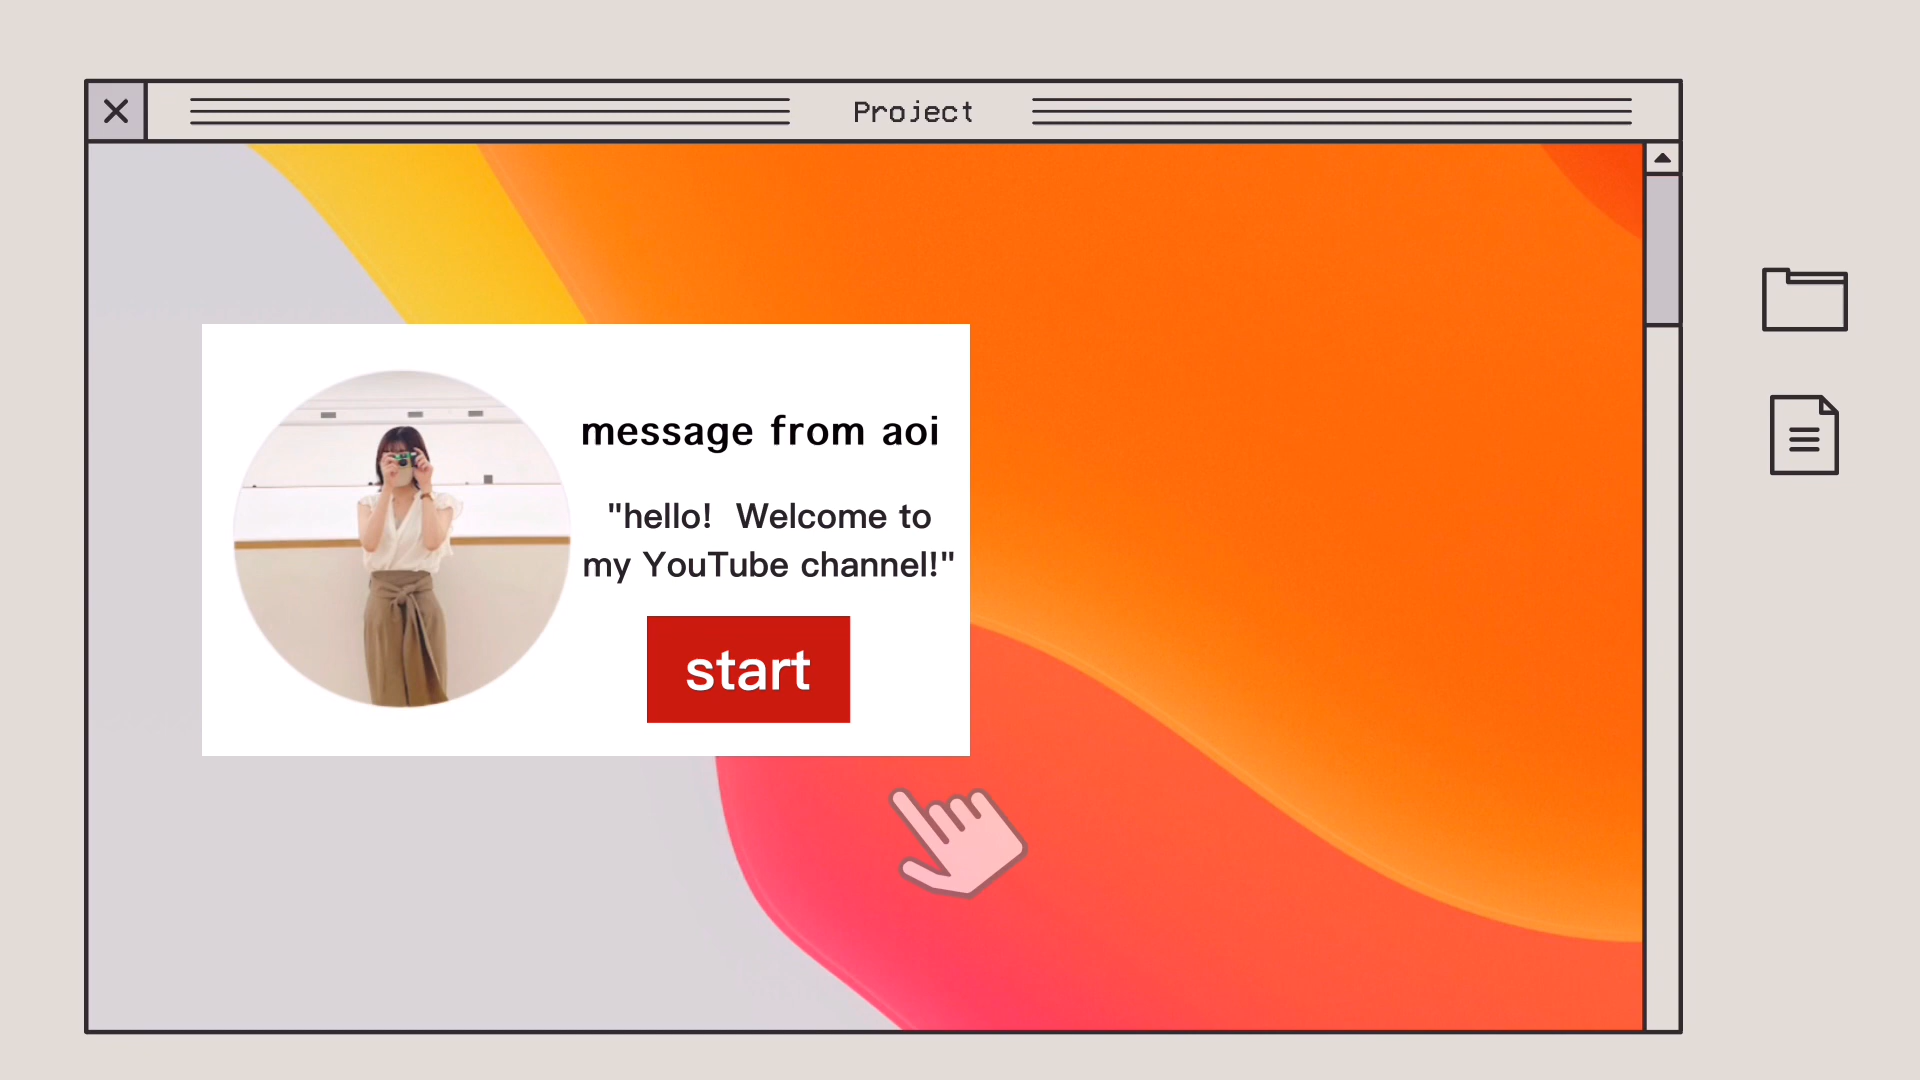 Project
message from aoi
"hello!  Welcome to
my YouTube channel!"
start